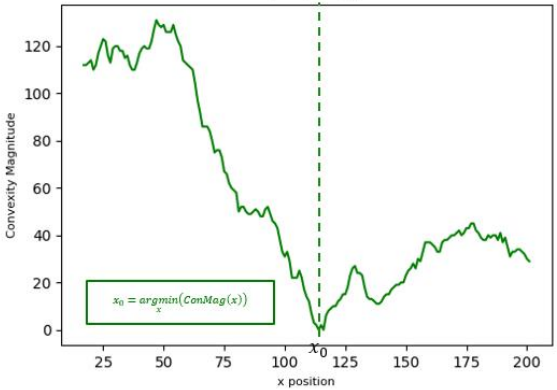 120
100
80
60
40
20
0
Convexity Magnitude
x₀ = argmin(ConMag(x))
x
25 50 75 100 x₀ 125 150 175 200
x position